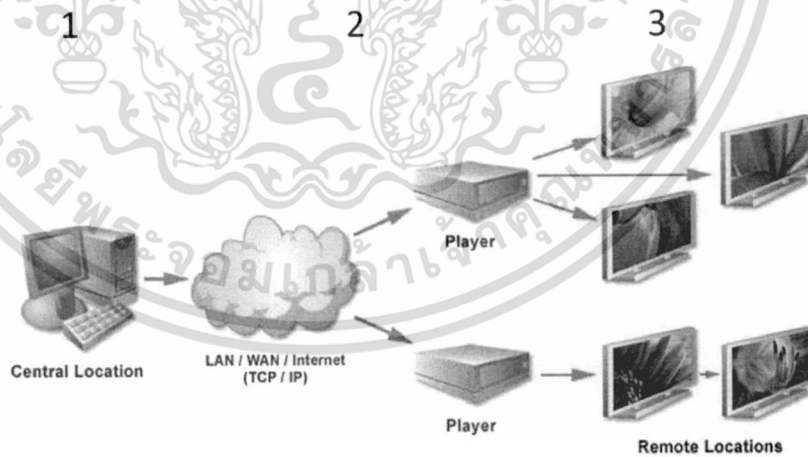 1
2
3
Player
Central Location
LAN / WAN / Internet
(TCP / IP)
Player
Remote Locations